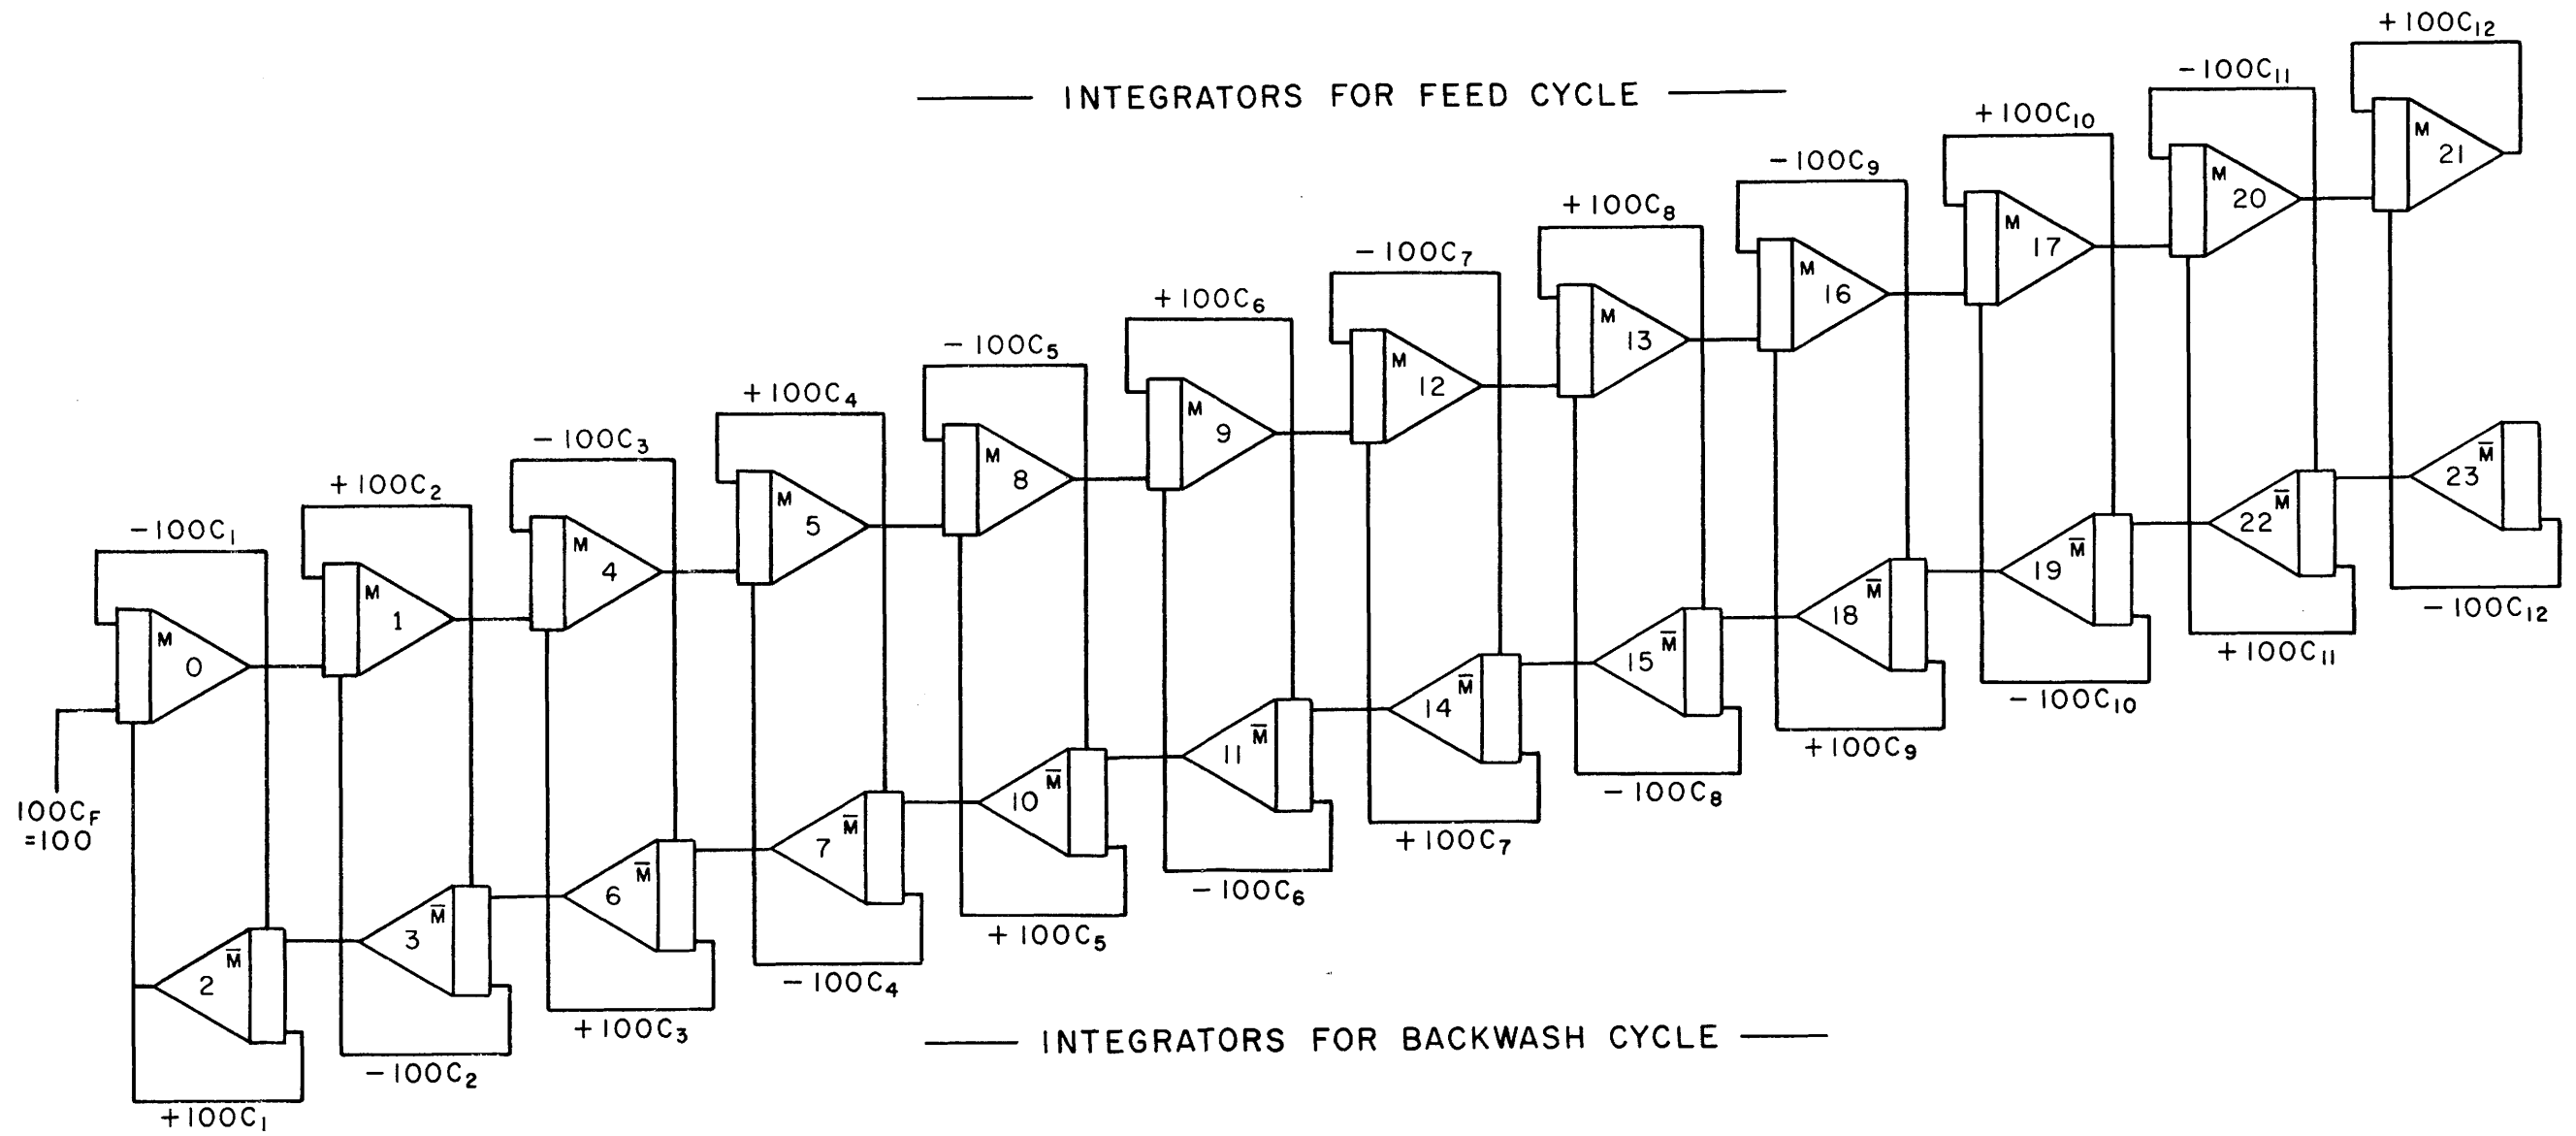 +100C₁₂
-100C₁₁
INTEGRATORS FOR FEED CYCLE
+100C₁₀
M 21
-100C₉
M 20
+100C₈
M 17
-100C₇
M 16
+100C₆
M 13
-100C₅
M 12
+100C₄
M 9
-100C₃
M 8
+100C₂
M 5
-100C₁
M 4
M 1
M 0
100C_F
=100
M̅ 23
M̅ 22
M̅ 19
-100C₁₂
M̅ 18
+100C₁₁
M̅ 15
-100C₁₀
M̅ 14
+100C₉
M̅ 11
-100C₈
M̅ 10
+100C₇
M̅ 7
-100C₆
M̅ 6
+100C₅
M̅ 3
-100C₄
M̅ 2
+100C₃
INTEGRATORS FOR BACKWASH CYCLE
-100C₂
+100C₁